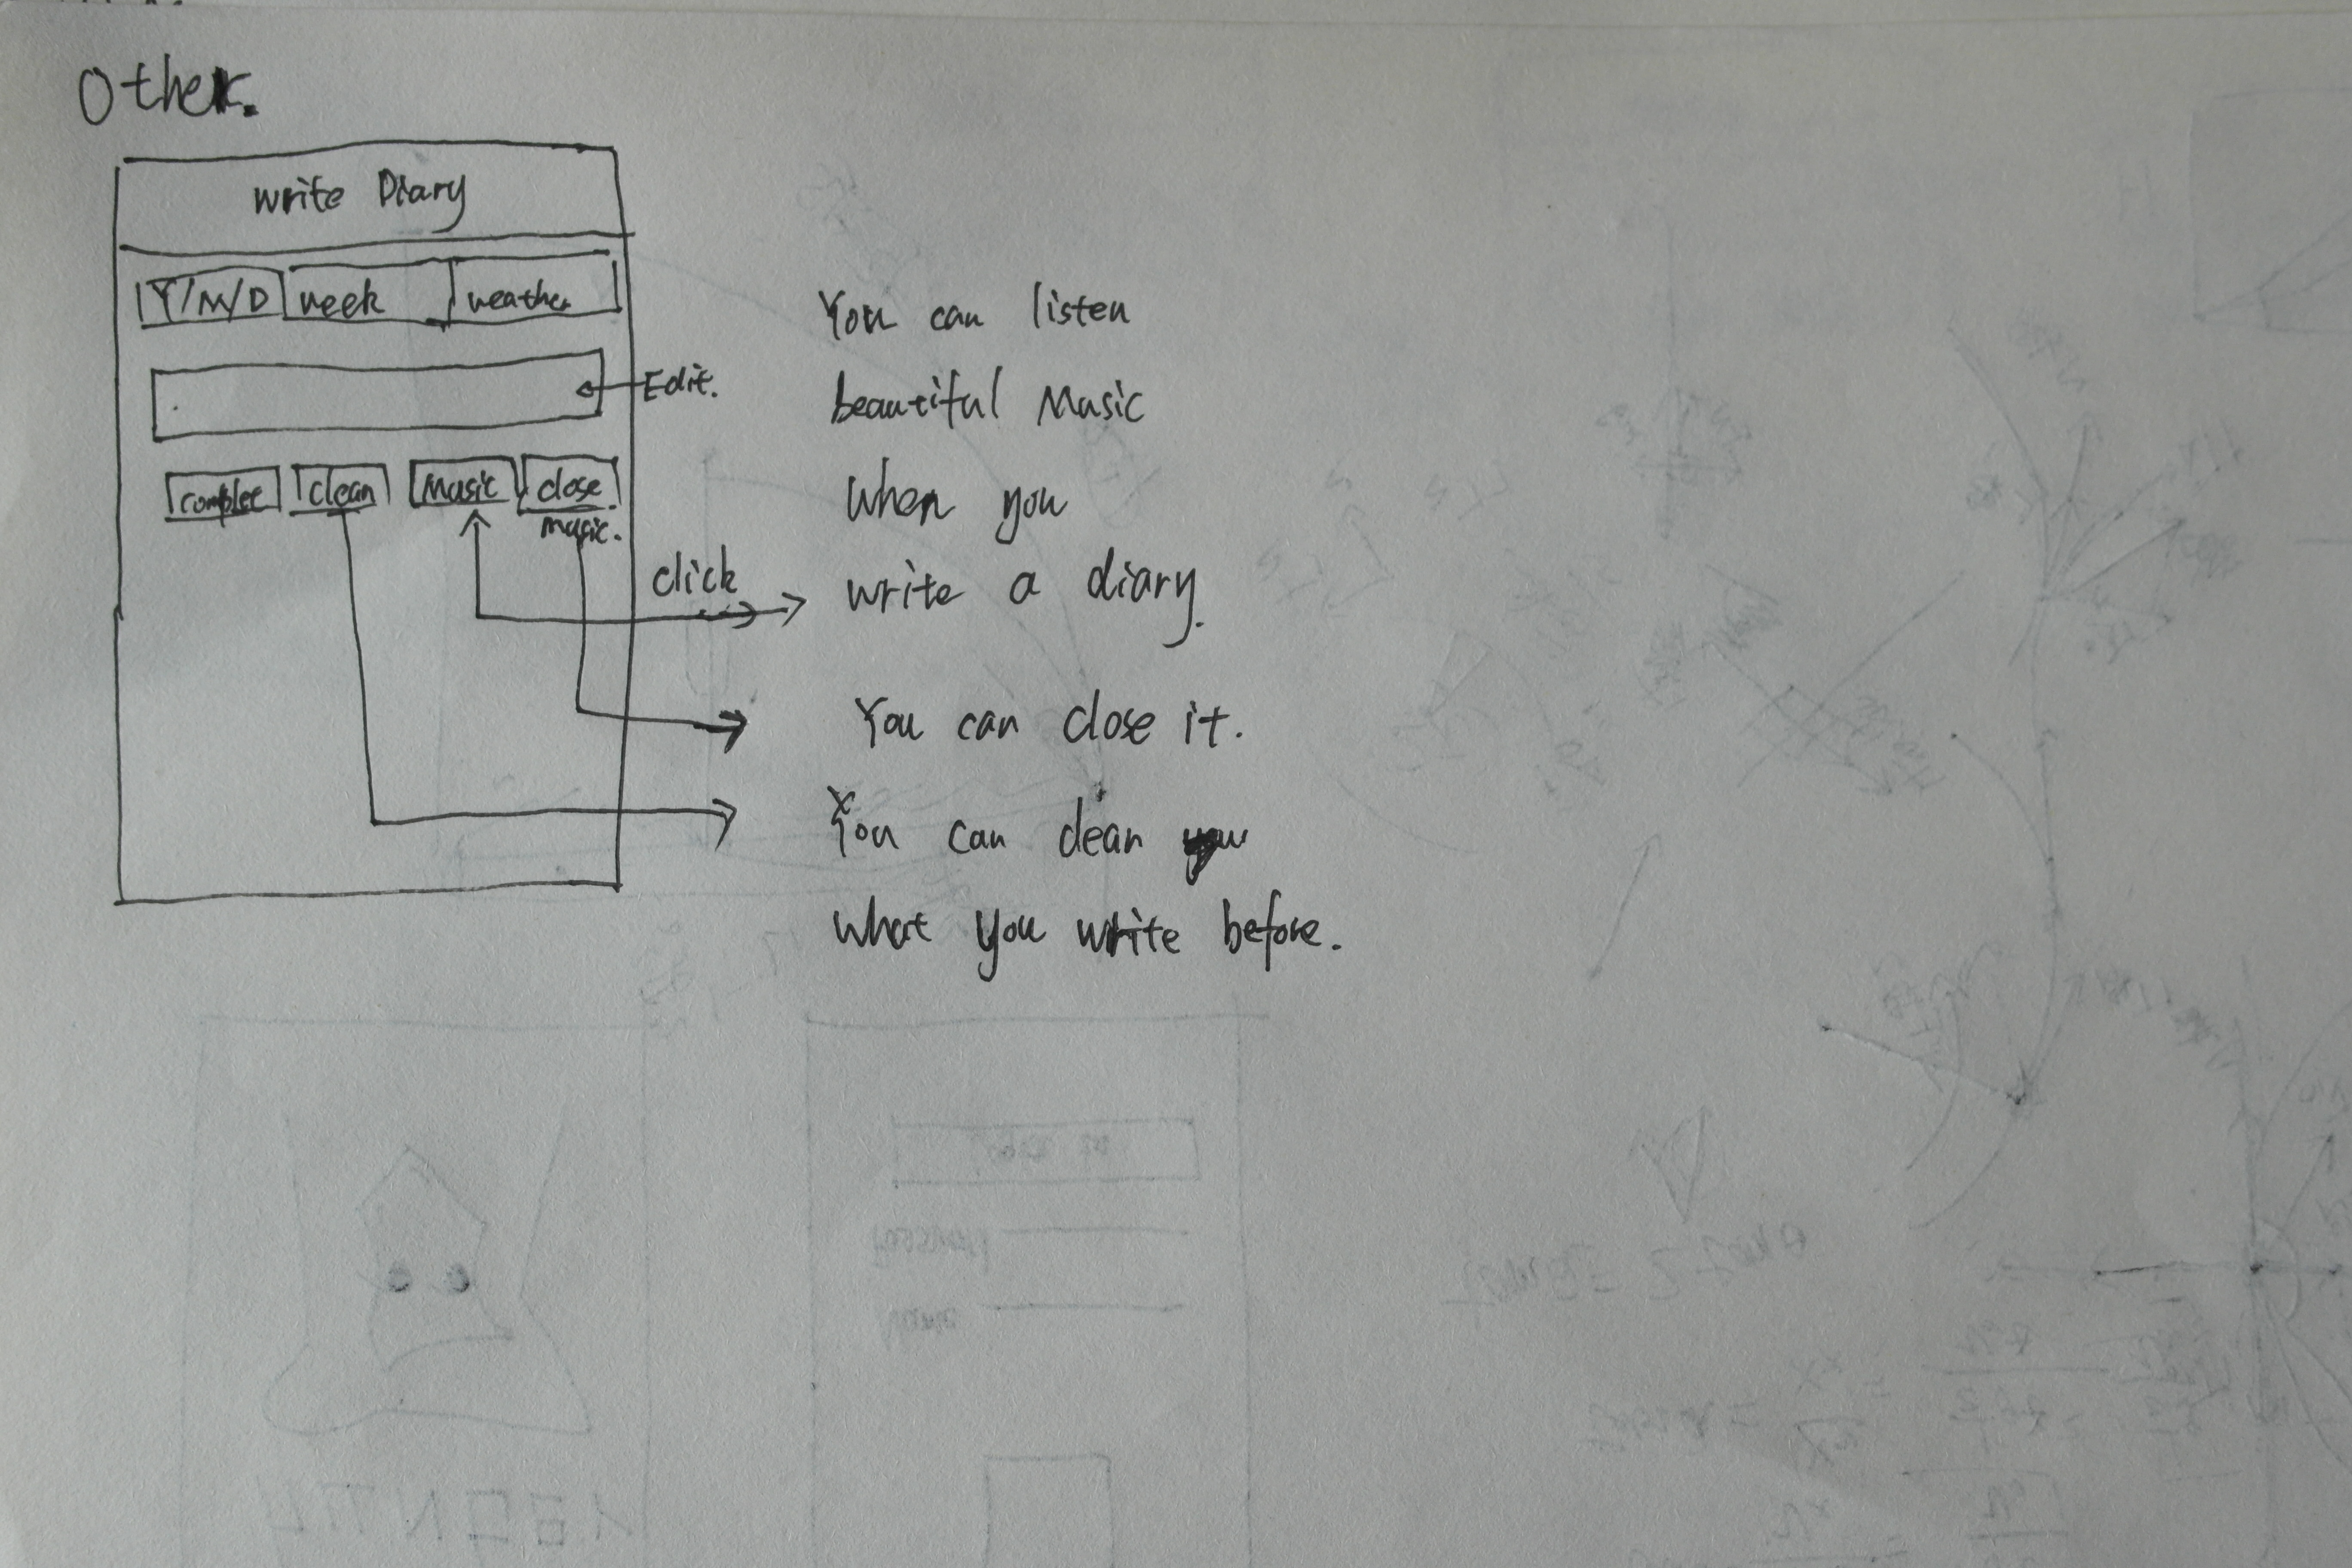 Other.
write Diary
Y/M/D week weather
Edit.
complet clean Music close
music.
click
You can listen
beautiful Music
When you
write a diary.
You can close it.
You can clean
what you write before.